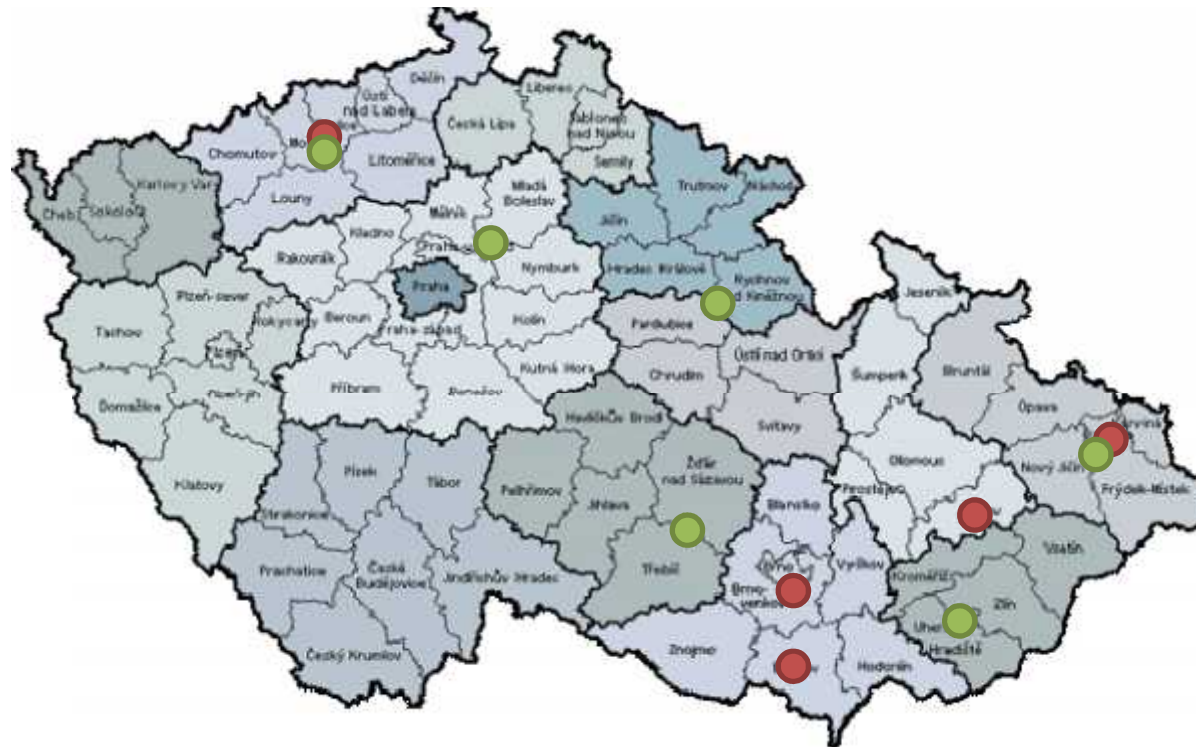 Děčín
Ústí
nad Labem
Liberec
Jablonec
nad Nisou
Česká Lípa
Semily
Chomutov
Litoměřice
Louny
Karlovy Vary
Cheb
Sokolov
Mělník
Mladá
Boleslav
Jičín
Trutnov
Náchod
Kladno
Rakovník
Nymburk
Hradec Králové
Rychnov
Praha
Plzeň-sever
Rokycany
Beroun
Praha-západ
Kolín
Pardubice
Jeseník
Tachov
Plzeň
Kutná Hora
Chrudim
Ústí nad Orlicí
Šumperk
Bruntál
Příbram
Benešov
Domažlice
Havlíkův Brod
Svitavy
Opava
Klatovy
Písek
Tábor
Pelhřimov
Jihlava
Žďár
nad Sázavou
Olomouc
Nový Jičín
Frýdek-Místek
Strakonice
Blansko
Prostějov
Prachatice
České
Budějovice
Jindřichův Hradec
Třebíč
Brno
Brno-
venkov
Vyškov
Kroměříž
Vsetín
Zlín
Český Krumlov
Znojmo
Hodonín
Hradiště